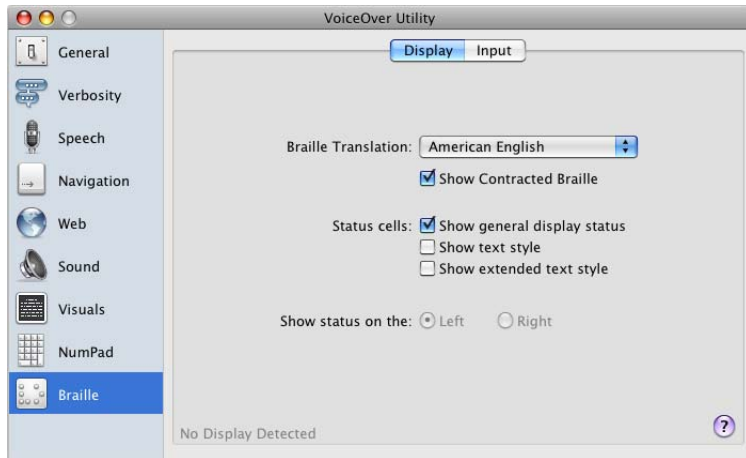 VoiceOver Utility
General
Verbosity
Speech
Navigation
Web
Sound
Visuals
NumPad
Braille
Display Input
Braille Translation: American English
Show Contracted Braille
Status cells: Show general display status
Show text style
Show extended text style
Show status on the: Left Right
No Display Detected ?